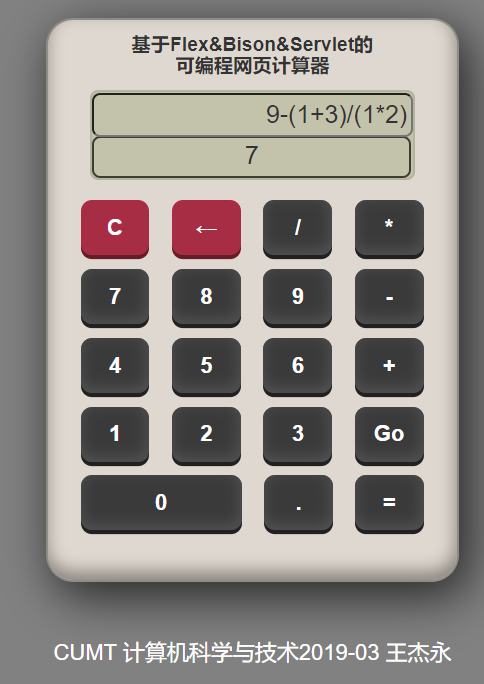 基于Flex&Bison&Servlet的
可编程网页计算器
9-(1+3)/(1*2)
7
C ← / *
7 8 9 -
4 5 6 +
1 2 3 Go
0 . =
CUMT 计算机科学与技术2019-03 王杰永